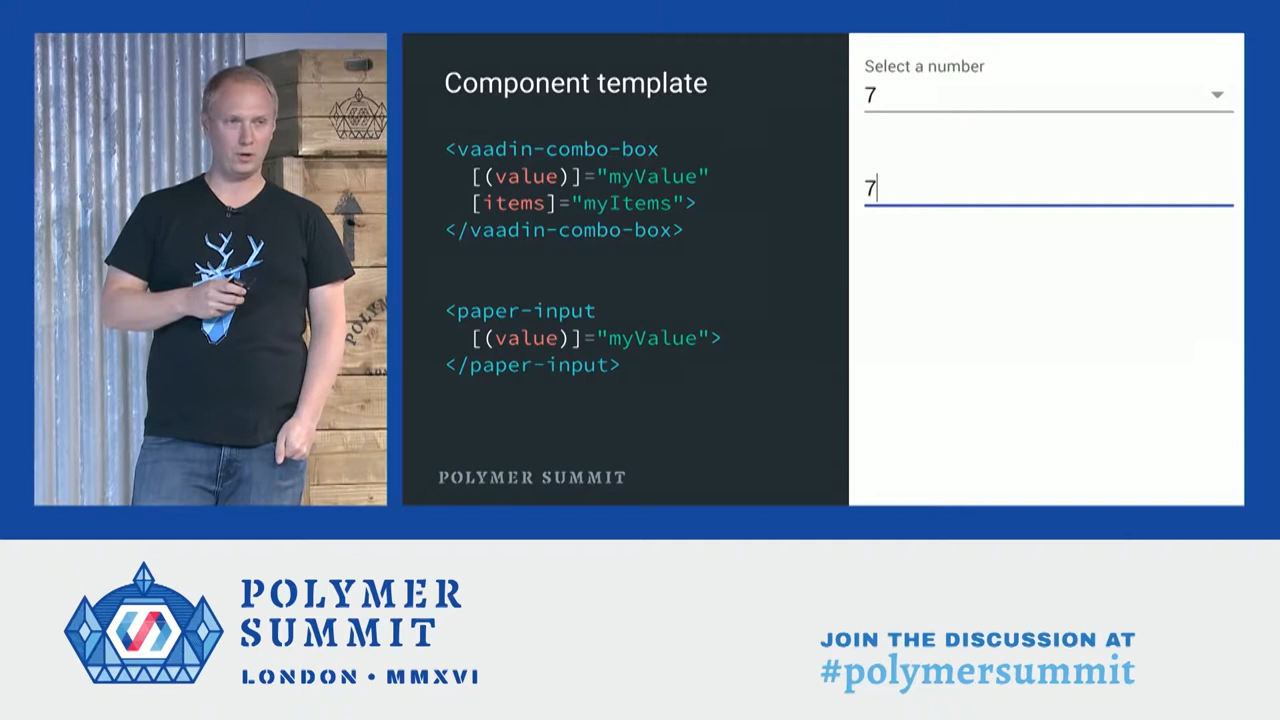 Component template
<vaadin-combo-box
[(value)]="myValue"
[items]="myItems">
</vaadin-combo-box>
<paper-input
[(value)]="myValue">
</paper-input>
POLYMER SUMMIT
Select a number
7
7
POLYMER
SUMMIT
LONDON • MMXVI
JOIN THE DISCUSSION AT
#polymersummit